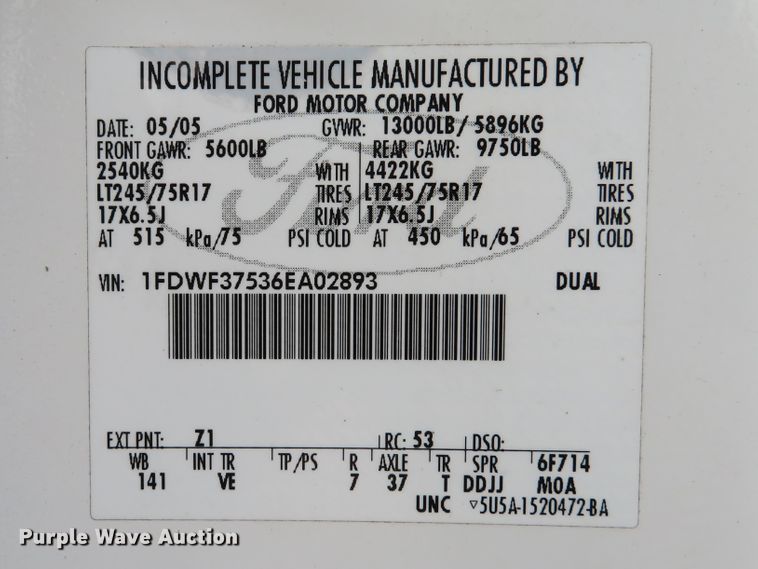 INCOMPLETE VEHICLE MANUFACTURED BY
FORD MOTOR COMPANY
DATE: 05/05 GVWR: 13000LB/ 5896KG
FRONT GAWR: 5600LB REAR GAWR: 9750LB
2540KG WITH 4422KG WITH
LT245/75R17 TIRES LT245/75R17 TIRES
17X6.5J RIMS 17X6.5J RIMS
AT 515 kPa/75 PSI COLD AT 450 kPa/65 PSI COLD
Ford
VIN: 1FDWF37536EA02893 DUAL
EXT PNT: Z1 RC: 53 DSO:
WB INT TR TP/PS R AXLE TR SPR 6F714
141 VE 7 37 T DDJJ M0A
UNC ▽5U5A-1520472-BA
Purple Wave Auction